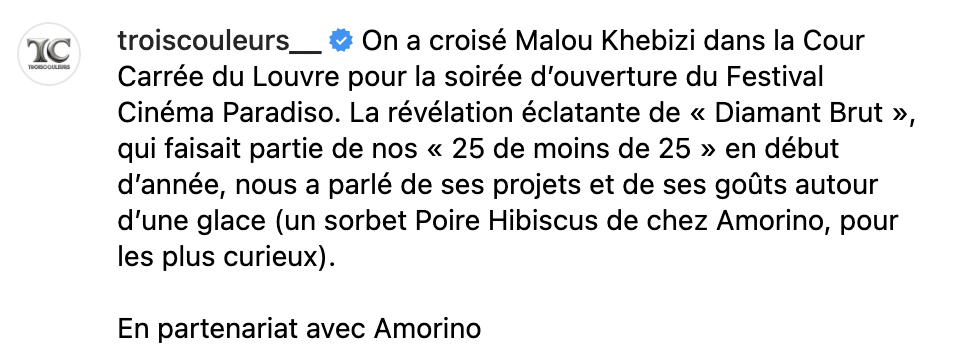 TC
TROISCOULEURS
troiscouleurs__ On a croisé Malou Khebizi dans la Cour
Carrée du Louvre pour la soirée d’ouverture du Festival
Cinéma Paradiso. La révélation éclatante de « Diamant Brut »,
qui faisait partie de nos « 25 de moins de 25 » en début
d’année, nous a parlé de ses projets et de ses goûts autour
d’une glace (un sorbet Poire Hibiscus de chez Amorino, pour
les plus curieux).
En partenariat avec Amorino